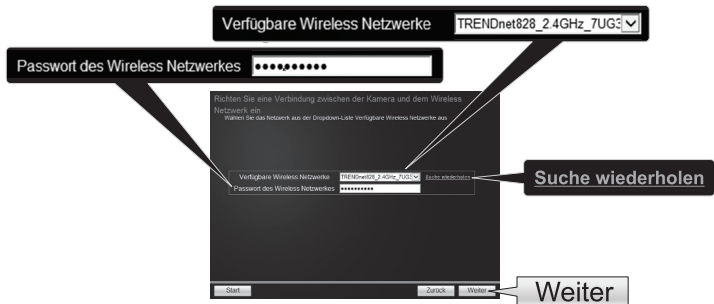 Verfügbare Wireless Netzwerke TRENDnet828_2.4GHz_7UG3
Passwort des Wireless Netzwerkes
Richten Sie eine Verbindung zwischen der Kamera und dem Wireless
Netzwerk ein
Wählen Sie das Netzwerk aus der Dropdown-Liste Verfügbare Wireless Netzwerke aus
Verfügbare Wireless Netzwerke TRENDnet828_2.4GHz_7UG3 Suche wiederholen
Passwort des Wireless Netzwerkes
Suche wiederholen
Start Zurück Weiter
Weiter